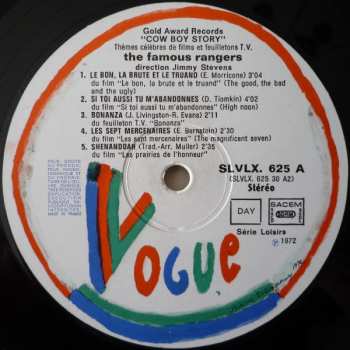 Gold Award Records
"COW BOY STORY"
Thèmes célèbres de films et feuilletons T.V.
the famous rangers
direction Jimmy Stevens
1. LE BON, LA BRUTE ET LE TRUAND (E. Morricone) 3'04
du film "Le bon, la brute et le truand" (The good, the bad
and the ugly)
2. SI TOI AUSSI TU M'ABANDONNES (D. Tiomkin) 4'02
du film "Si toi aussi tu m'abandonnes" (High noon)
3. BONANZA (J. Livingston-R. Evans) 2'20
du feuilleton T.V. "Bonanza"
4. LES SEPT MERCENAIRES (E. Bernstein) 2'30
du film "Les sept mercenaires" (The magnificent seven)
5. SHENANDOAH (Trad.-Arr. Muller) 2'35
du film "Les prairies de l'honneur"
SLVLX. 625 A
(SLVLX. 625 30 A2)
Stéréo
DAY
SACEM
Série Loisirs
℗ 1972
VOGUE
MADE IN FRANCE